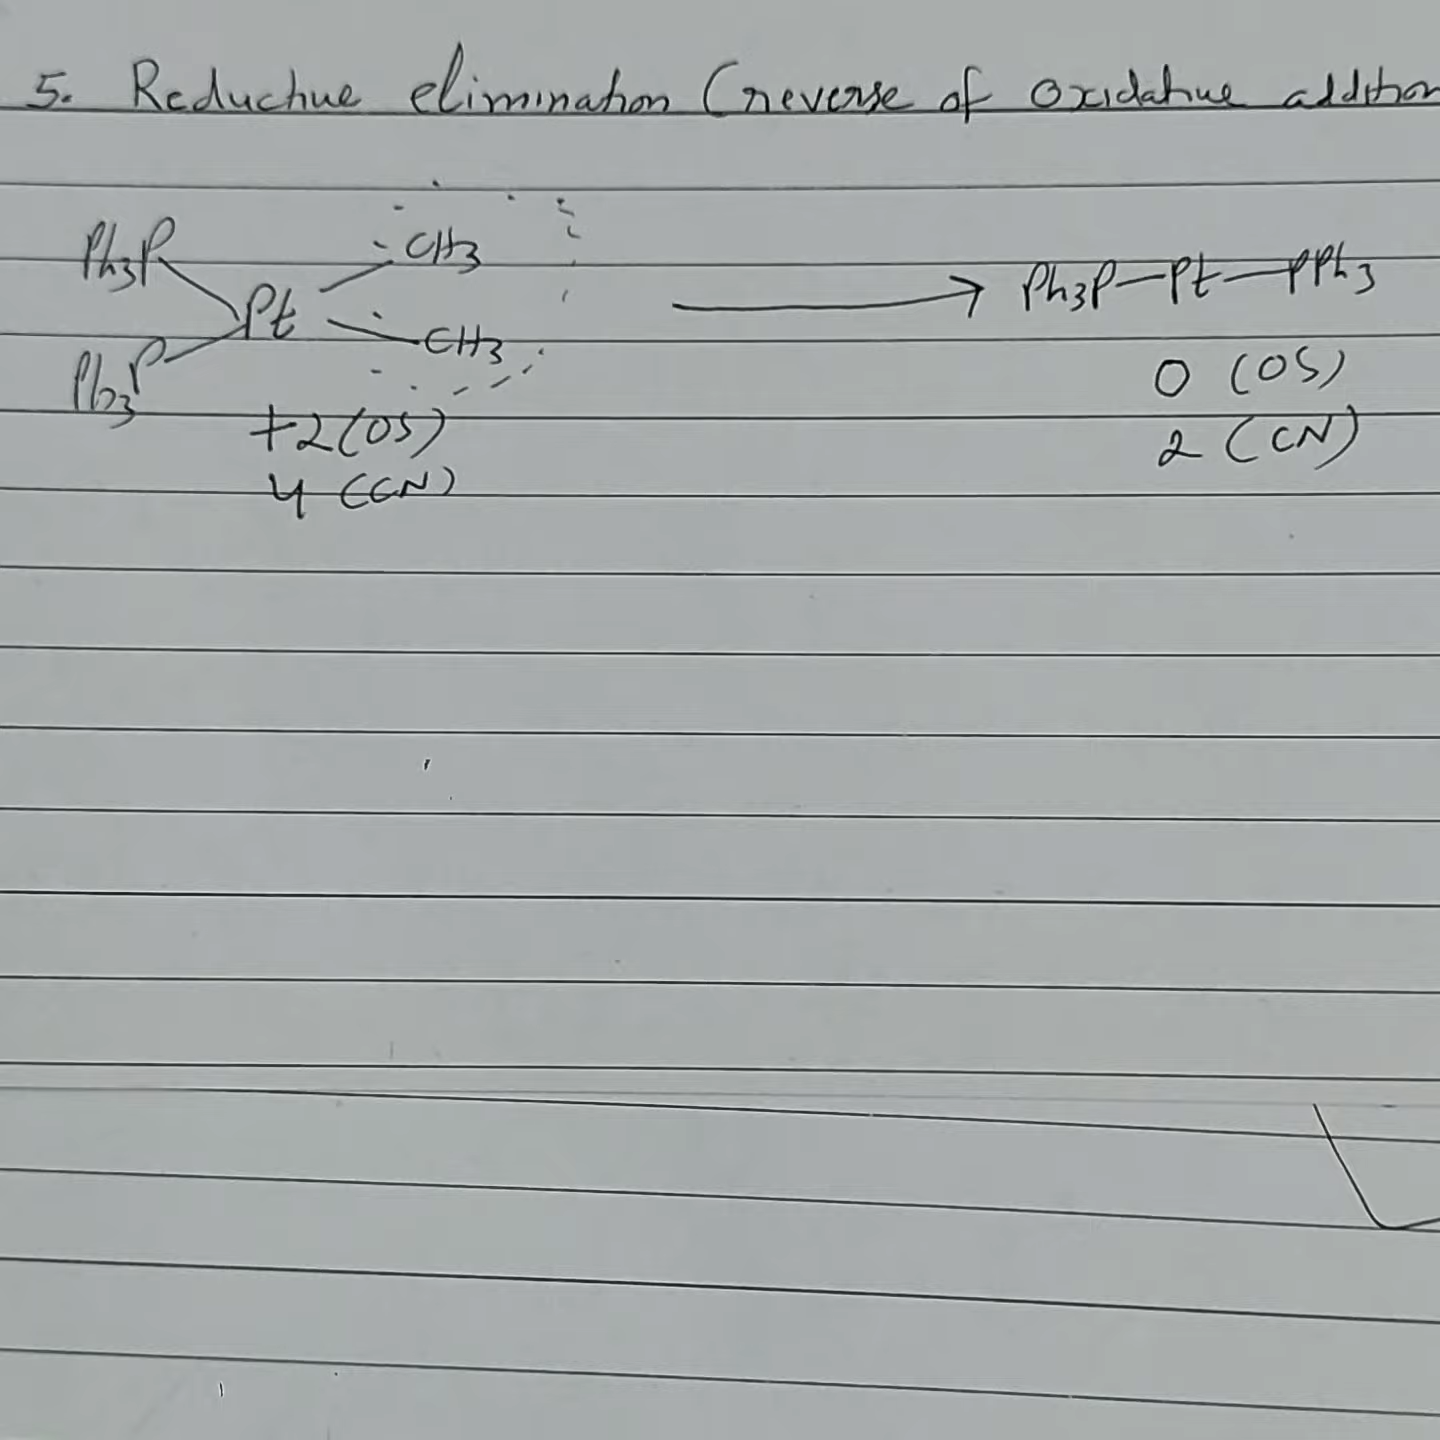 5. Reductive elimination (reverse of oxidative addition
Ph3P CH3
Pt → Ph3P-Pt-PPh3
Ph3P CH3
+2(OS) 0 (OS)
4 (CN) 2 (CN)